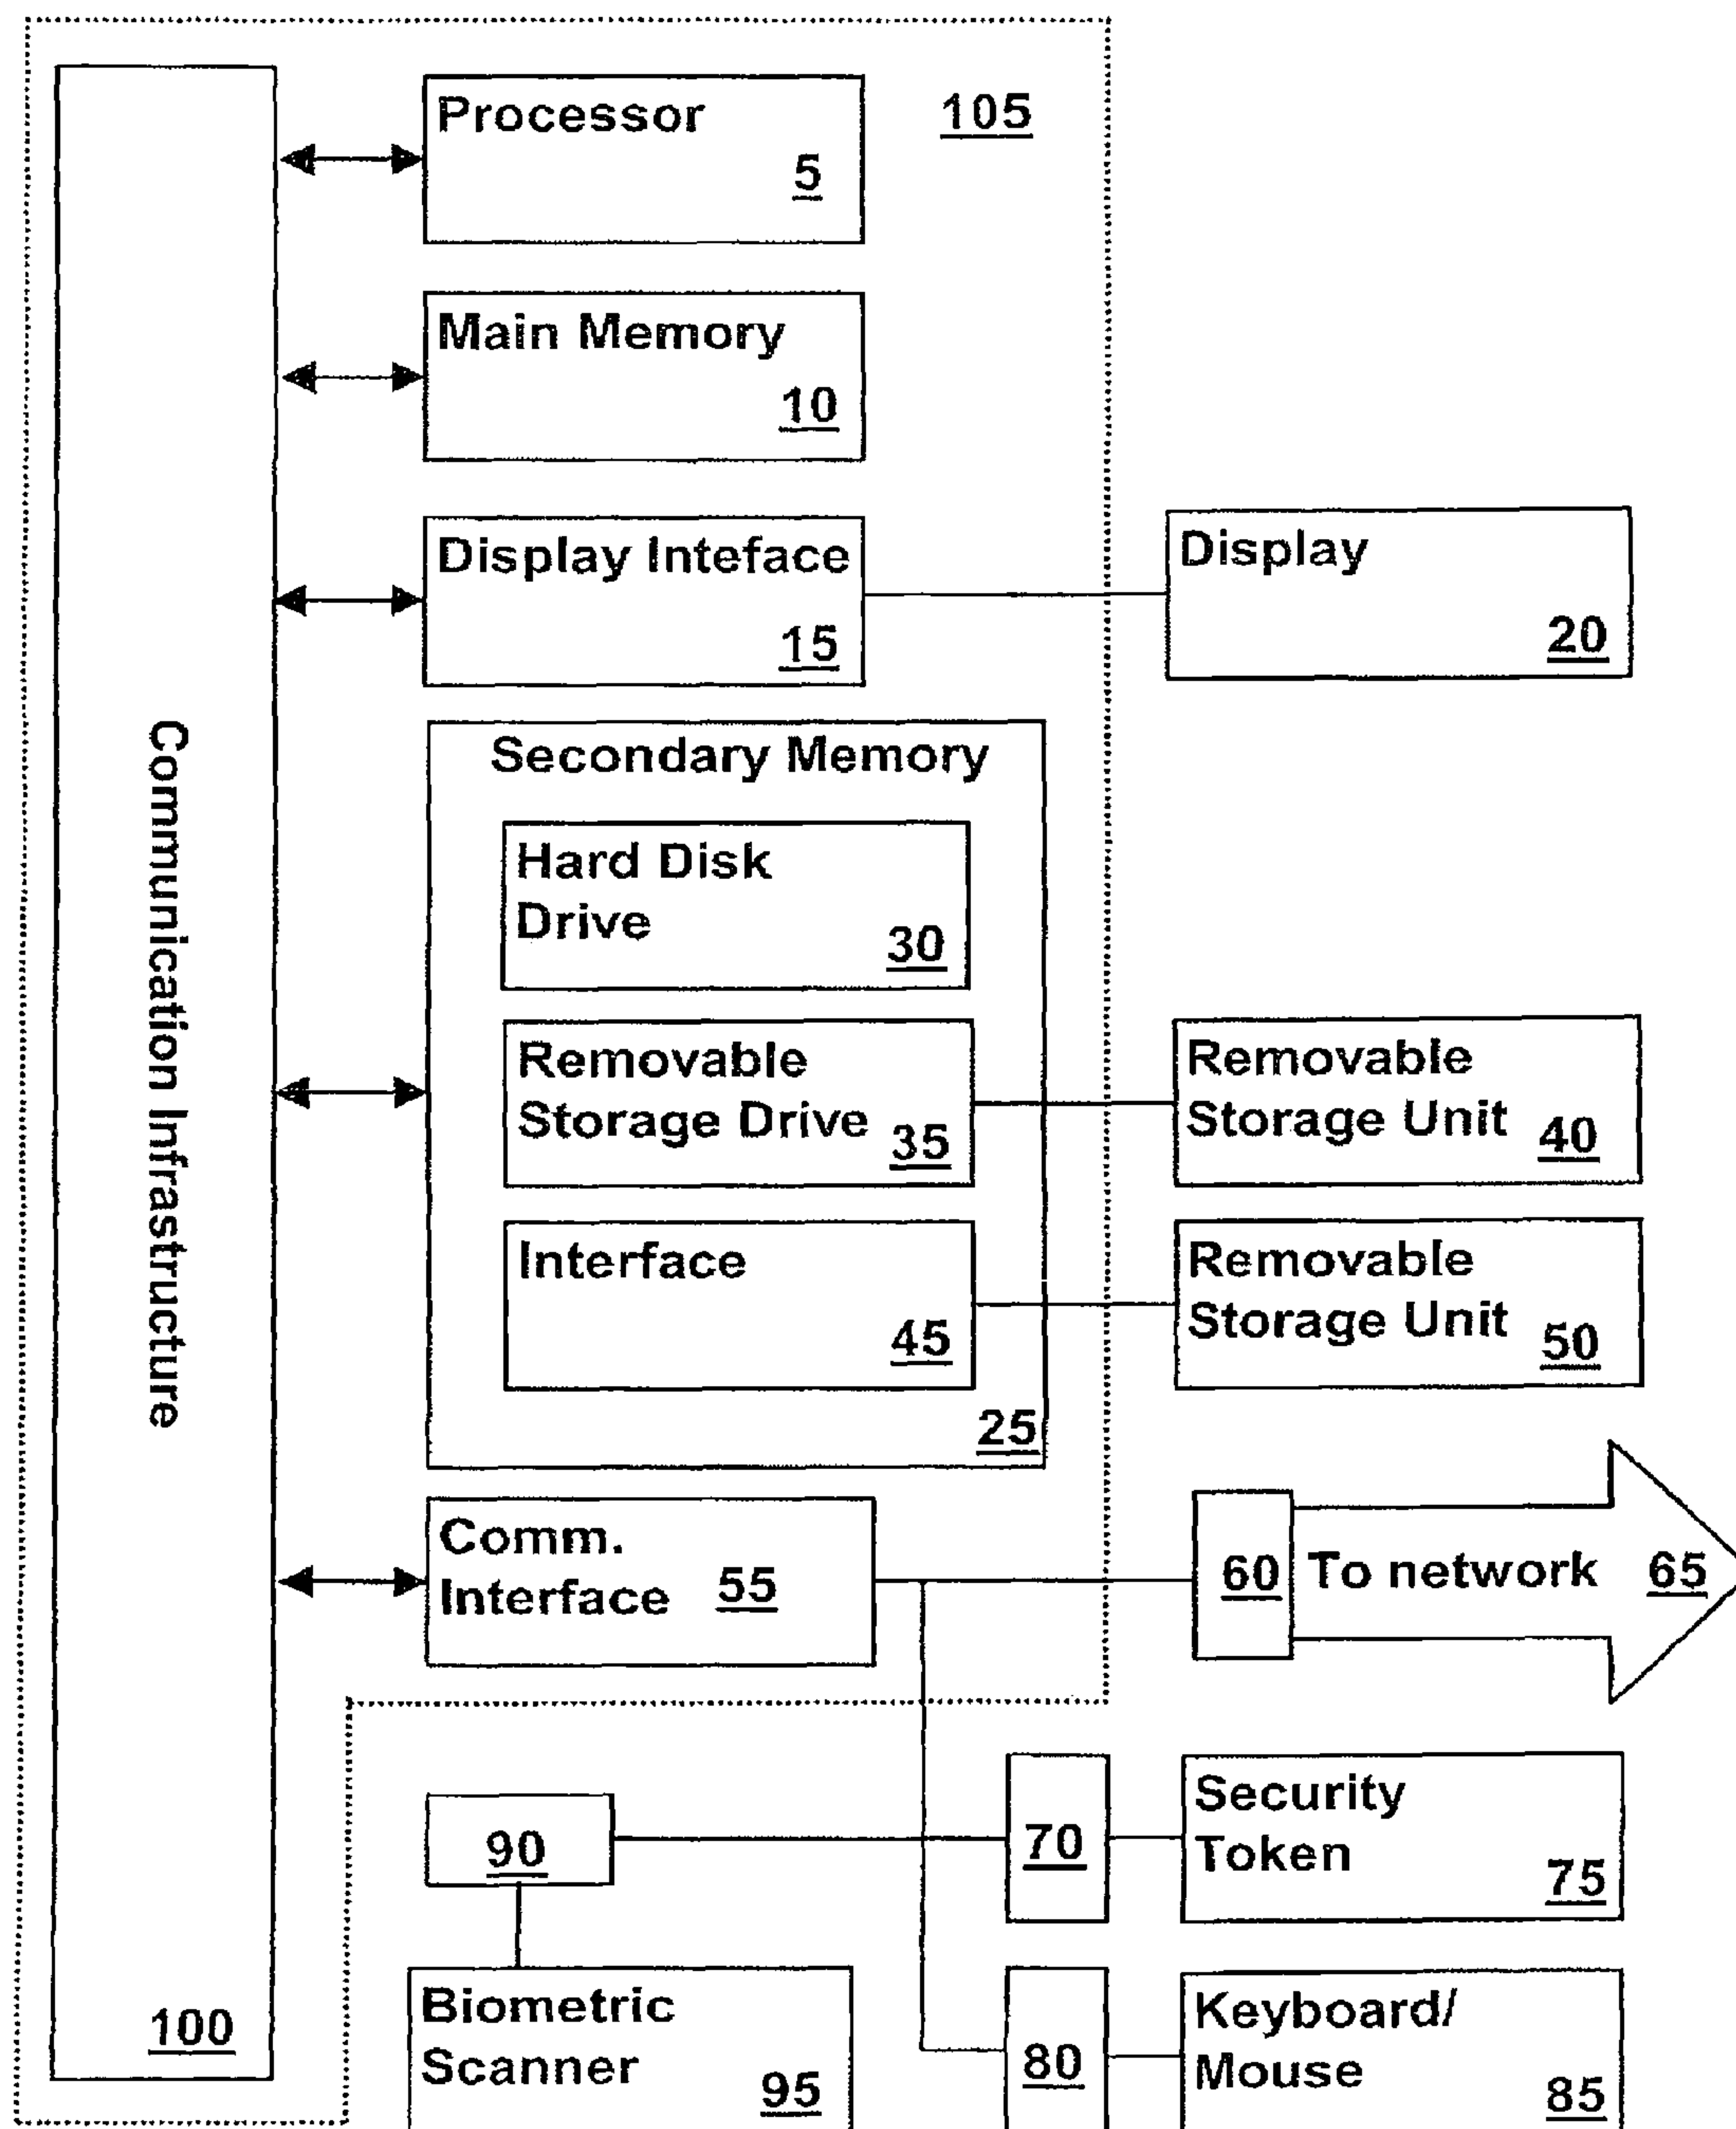 Processor
105
5
Main Memory
10
Display Inteface
15
Display
20
Communication Infrastructure
Secondary Memory
Hard Disk
Drive
30
Removable
Storage Drive 35
Removable
Storage Unit 40
Interface
45
Removable
Storage Unit 50
25
Comm.
Interface 55
60
To network 65
90
70
Security
Token
75
100
Biometric
Scanner
95
80
Keyboard/
Mouse
85